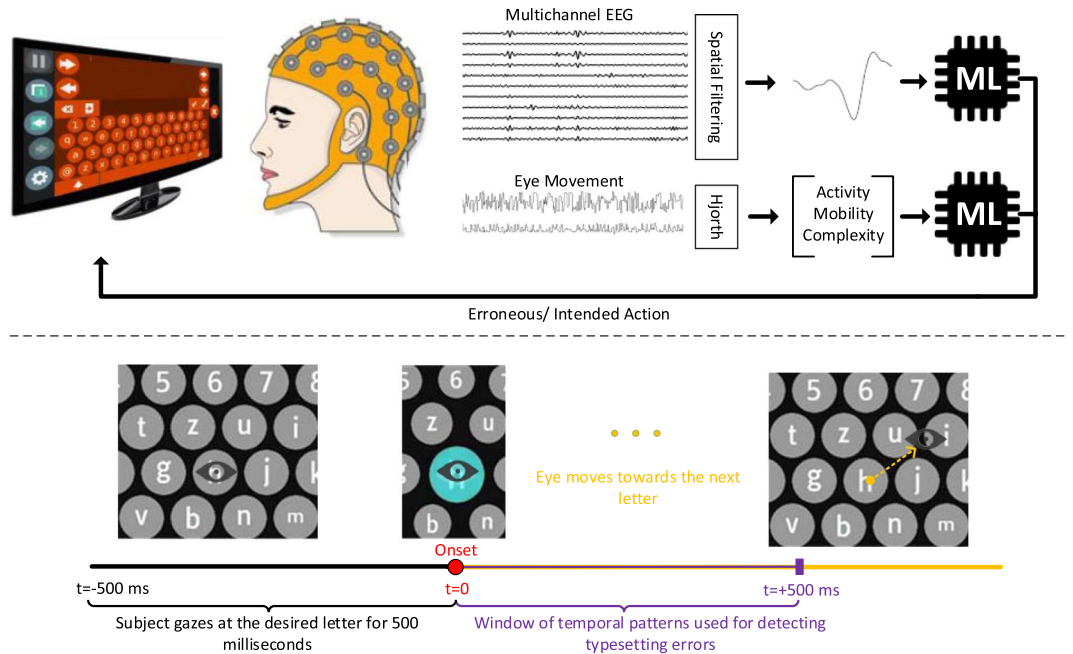 Multichannel EEG
Spatial Filtering
ML
Eye Movement
Hjorth
Activity
Mobility
Complexity
ML
Erroneous/ Intended Action
5 6 7 8
t z u i
g j k
v b n m
6
z u
g
b n
Eye moves towards the next
letter
5 6 7 8
t z u i
g h j k
v b n m
Onset
t=-500 ms
t=0
t=+500 ms
Subject gazes at the desired letter for 500
milliseconds
Window of temporal patterns used for detecting
typesetting errors